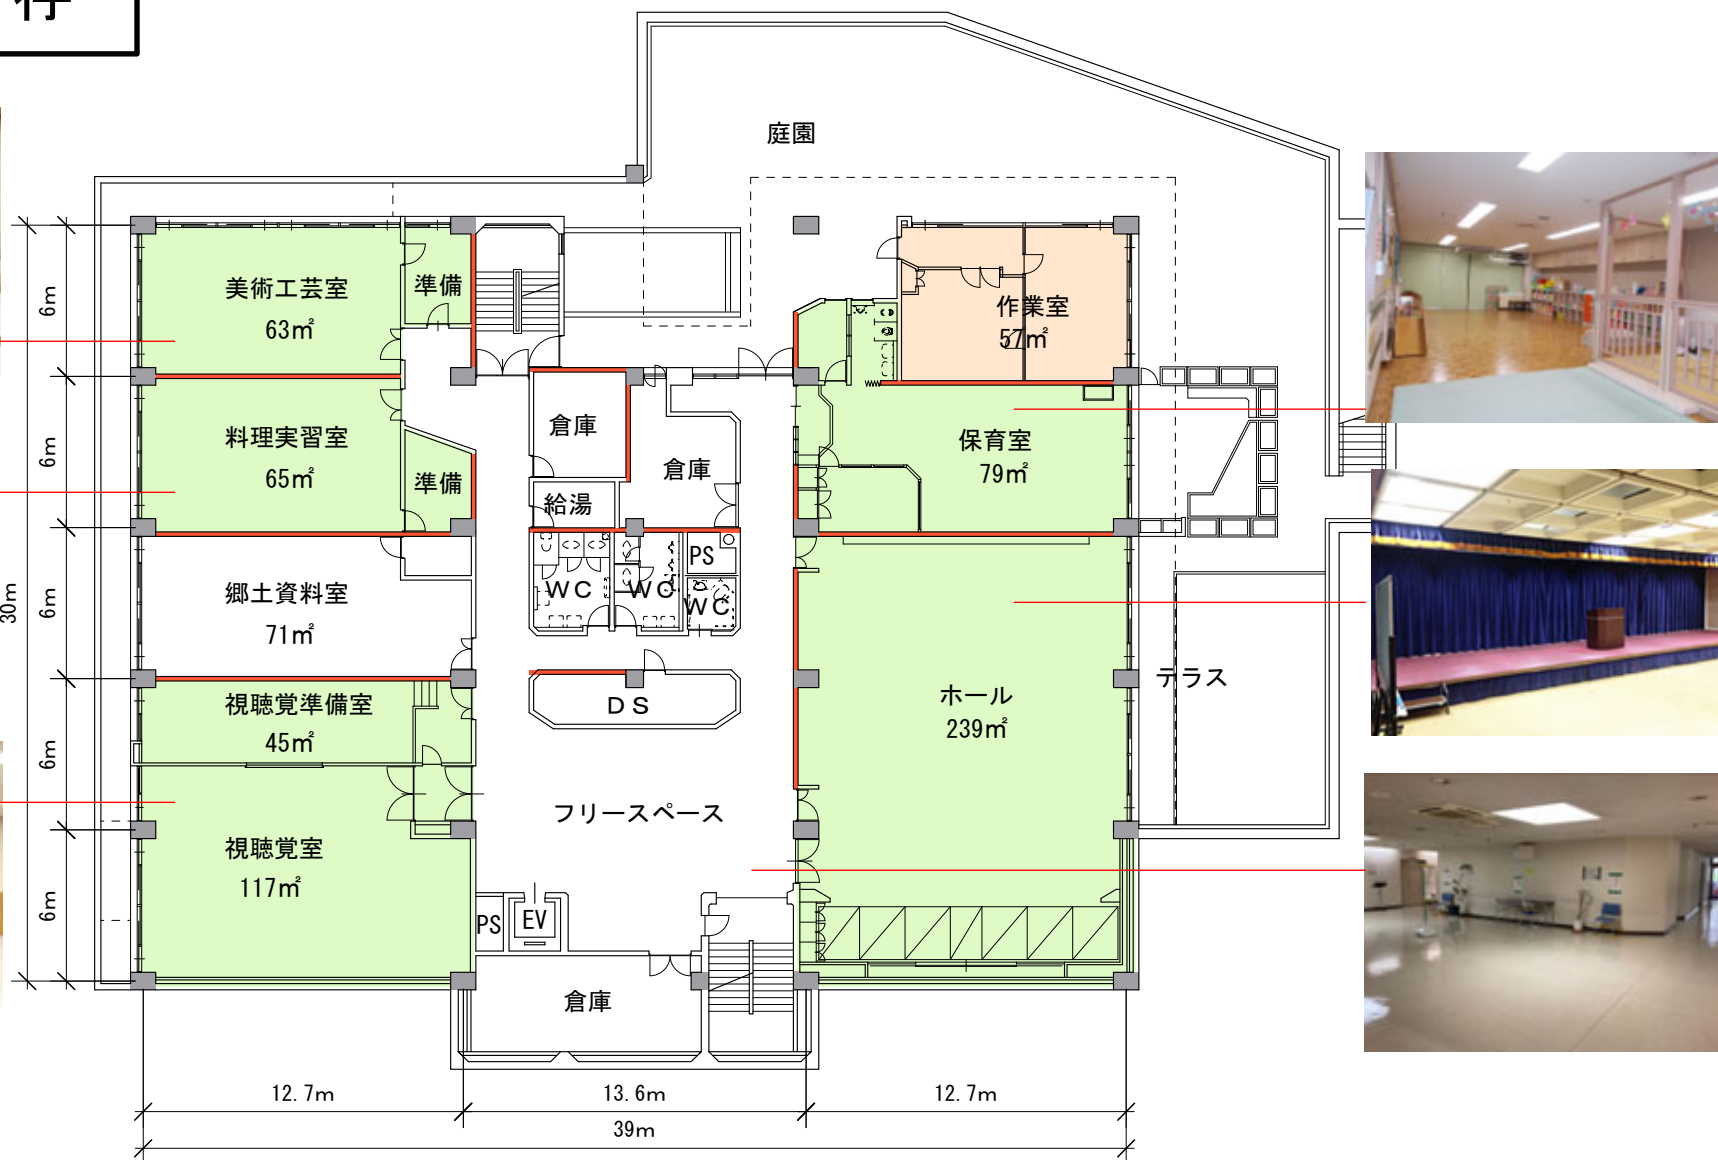 庭園
美術工芸室
63㎡
準備
作業室
57㎡
料理実習室
65㎡
準備
倉庫
倉庫
給湯
保育室
79㎡
郷土資料室
71㎡
WC
WC
WC
PS
視聴覚準備室
45㎡
DS
ホール
239㎡
テラス
フリースペース
視聴覚室
117㎡
PS
EV
倉庫
6m
6m
6m
6m
6m
30m
12.7m
13.6m
12.7m
39m